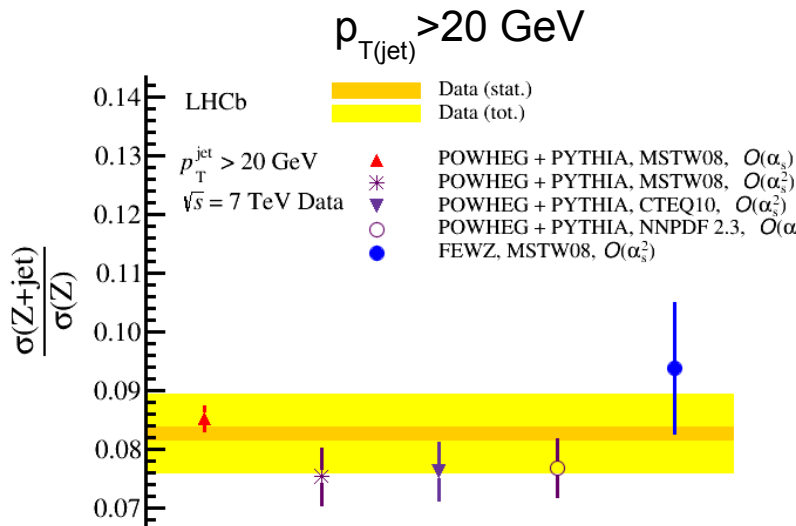 p_T(jet) >20 GeV
LHCb
Data (stat.)
Data (tot.)
p_T^jet > 20 GeV
√s = 7 TeV Data
POWHEG + PYTHIA, MSTW08, O(α_s)
POWHEG + PYTHIA, MSTW08, O(α_s^2)
POWHEG + PYTHIA, CTEQ10, O(α_s^2)
POWHEG + PYTHIA, NNPDF 2.3, O(α
FEWZ, MSTW08, O(α_s^2)
σ(Z+jet)
σ(Z)
0.14
0.13
0.12
0.11
0.10
0.09
0.08
0.07